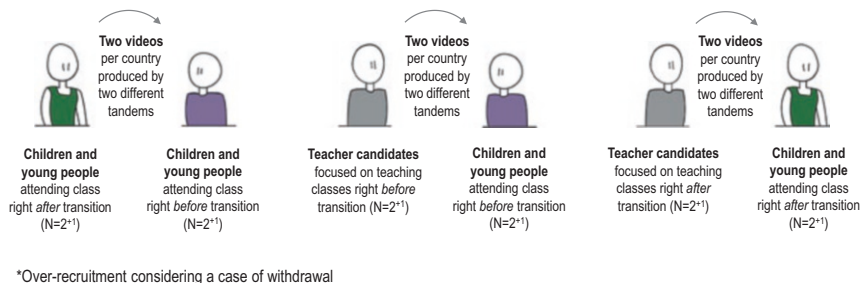 Two videos
per country
produced by
two different
tandems
Children and
young people
attending class
right after transition
(N=2+1)
Children and
young people
attending class
right before transition
(N=2+1)
Two videos
per country
produced by
two different
tandems
Teacher candidates
focused on teaching
classes right before
transition (N=2+1)
Children and
young people
attending class
right before transition
(N=2+1)
Two videos
per country
produced by
two different
tandems
Teacher candidates
focused on teaching
classes right after
transition (N=2+1)
Children and
young people
attending class
right after transition
(N=2+1)
*Over-recruitment considering a case of withdrawal